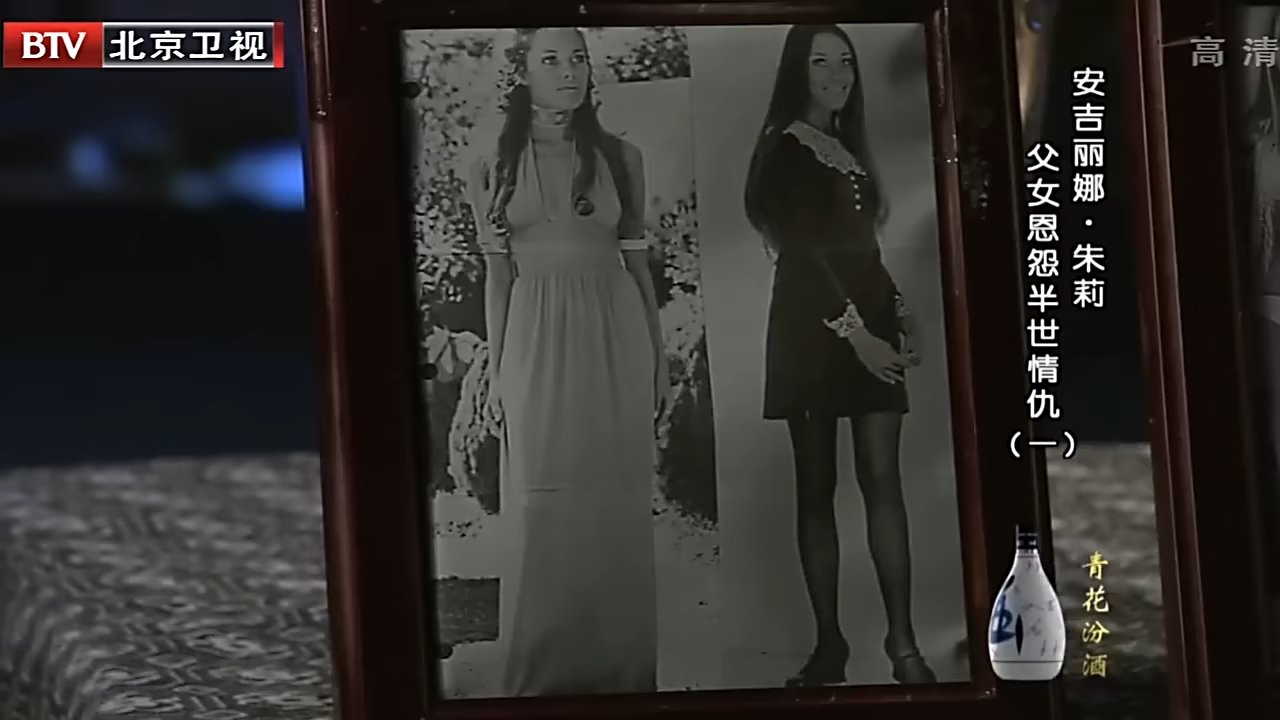 BTV 北京卫视
高清
安吉丽娜·朱莉
父女恩怨半世情仇
（一）
青花汾酒